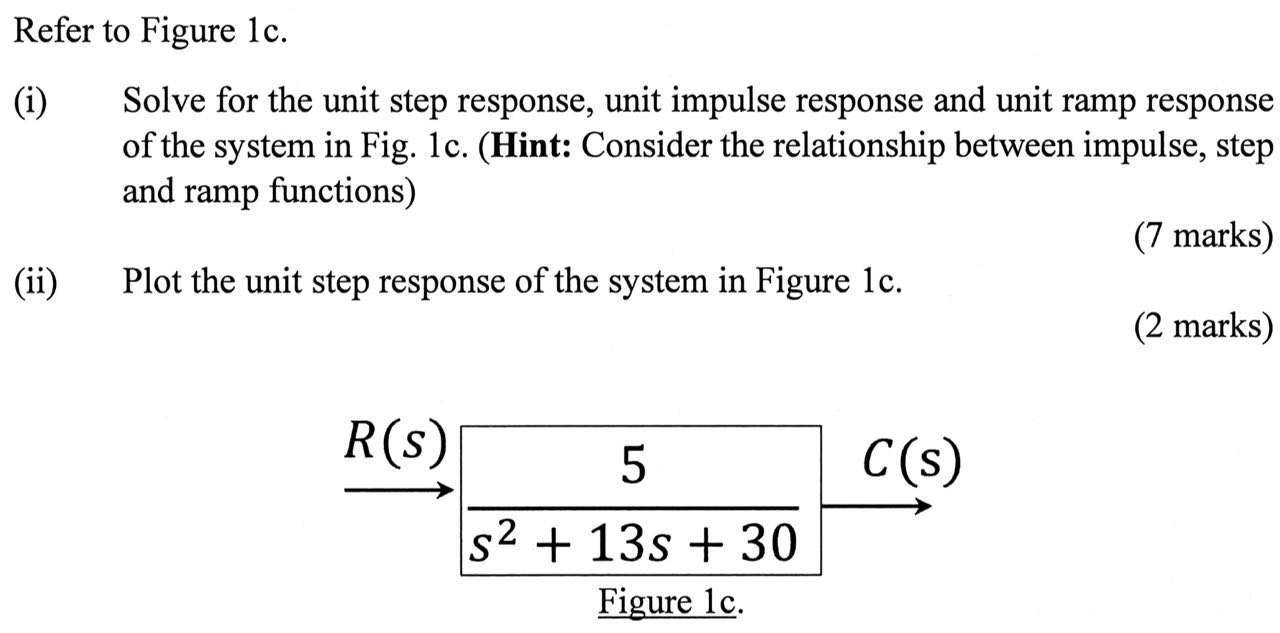 Refer to Figure 1c.
(i) Solve for the unit step response, unit impulse response and unit ramp response
of the system in Fig. 1c. (Hint: Consider the relationship between impulse, step
and ramp functions)
(7 marks)
(ii) Plot the unit step response of the system in Figure 1c.
(2 marks)
R(s)
5
C(s)
s² + 13s + 30
Figure 1c.